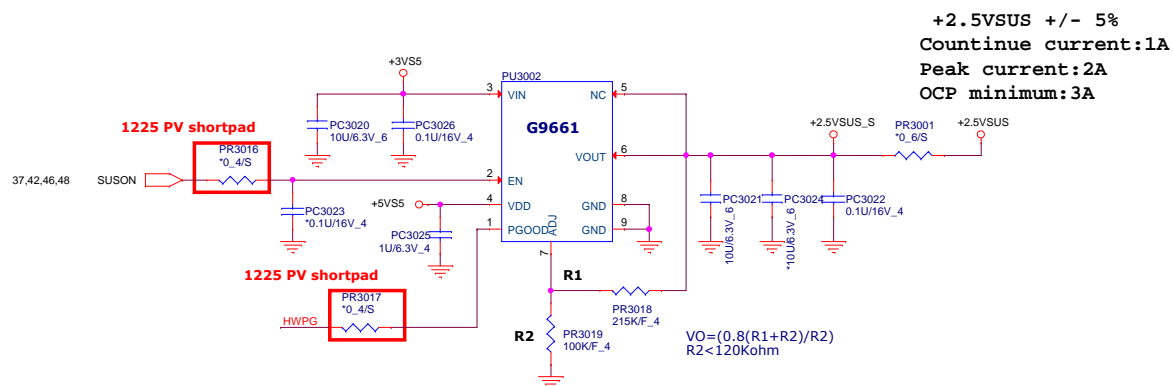 +2.5VSUS +/- 5%
Countinue current:1A
Peak current:2A
OCP minimum:3A
+3VS5
PU3002
3
VIN
NC
5
G9661
PC3020
10U/6.3V_6
PC3026
0.1U/16V_4
1225 PV shortpad
PR3016
*0_4/S
+2.5VSUS_S
PR3001
*0_6/S
+2.5VSUS
VOUT
6
37,42,46,48
SUSON
2
EN
PC3023
*0.1U/16V_4
+5VS5
4
VDD
GND
8
PC3025
1U/6.3V_4
1
PGOOD
GND
9
ADJ
7
PC3021
10U/6.3V_6
PC3024
*10U/6.3V_6
PC3022
0.1U/16V_4
1225 PV shortpad
PR3017
*0_4/S
HWPG
R1
PR3018
215K/F_4
R2
PR3019
100K/F_4
VO=(0.8(R1+R2)/R2)
R2<120Kohm